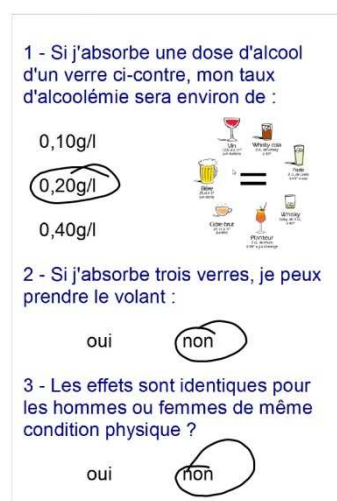 1 - Si j'absorbe une dose d'alcool
d'un verre ci-contre, mon taux
d'alcoolémie sera environ de :
0,10g/l
0,20g/l
0,40g/l
Vin
Whisky coca
Bière
Pastis
=
Cidre brut
Planteur
Whisky
2 - Si j'absorbe trois verres, je peux
prendre le volant :
oui
non
3 - Les effets sont identiques pour
les hommes ou femmes de même
condition physique ?
oui
non